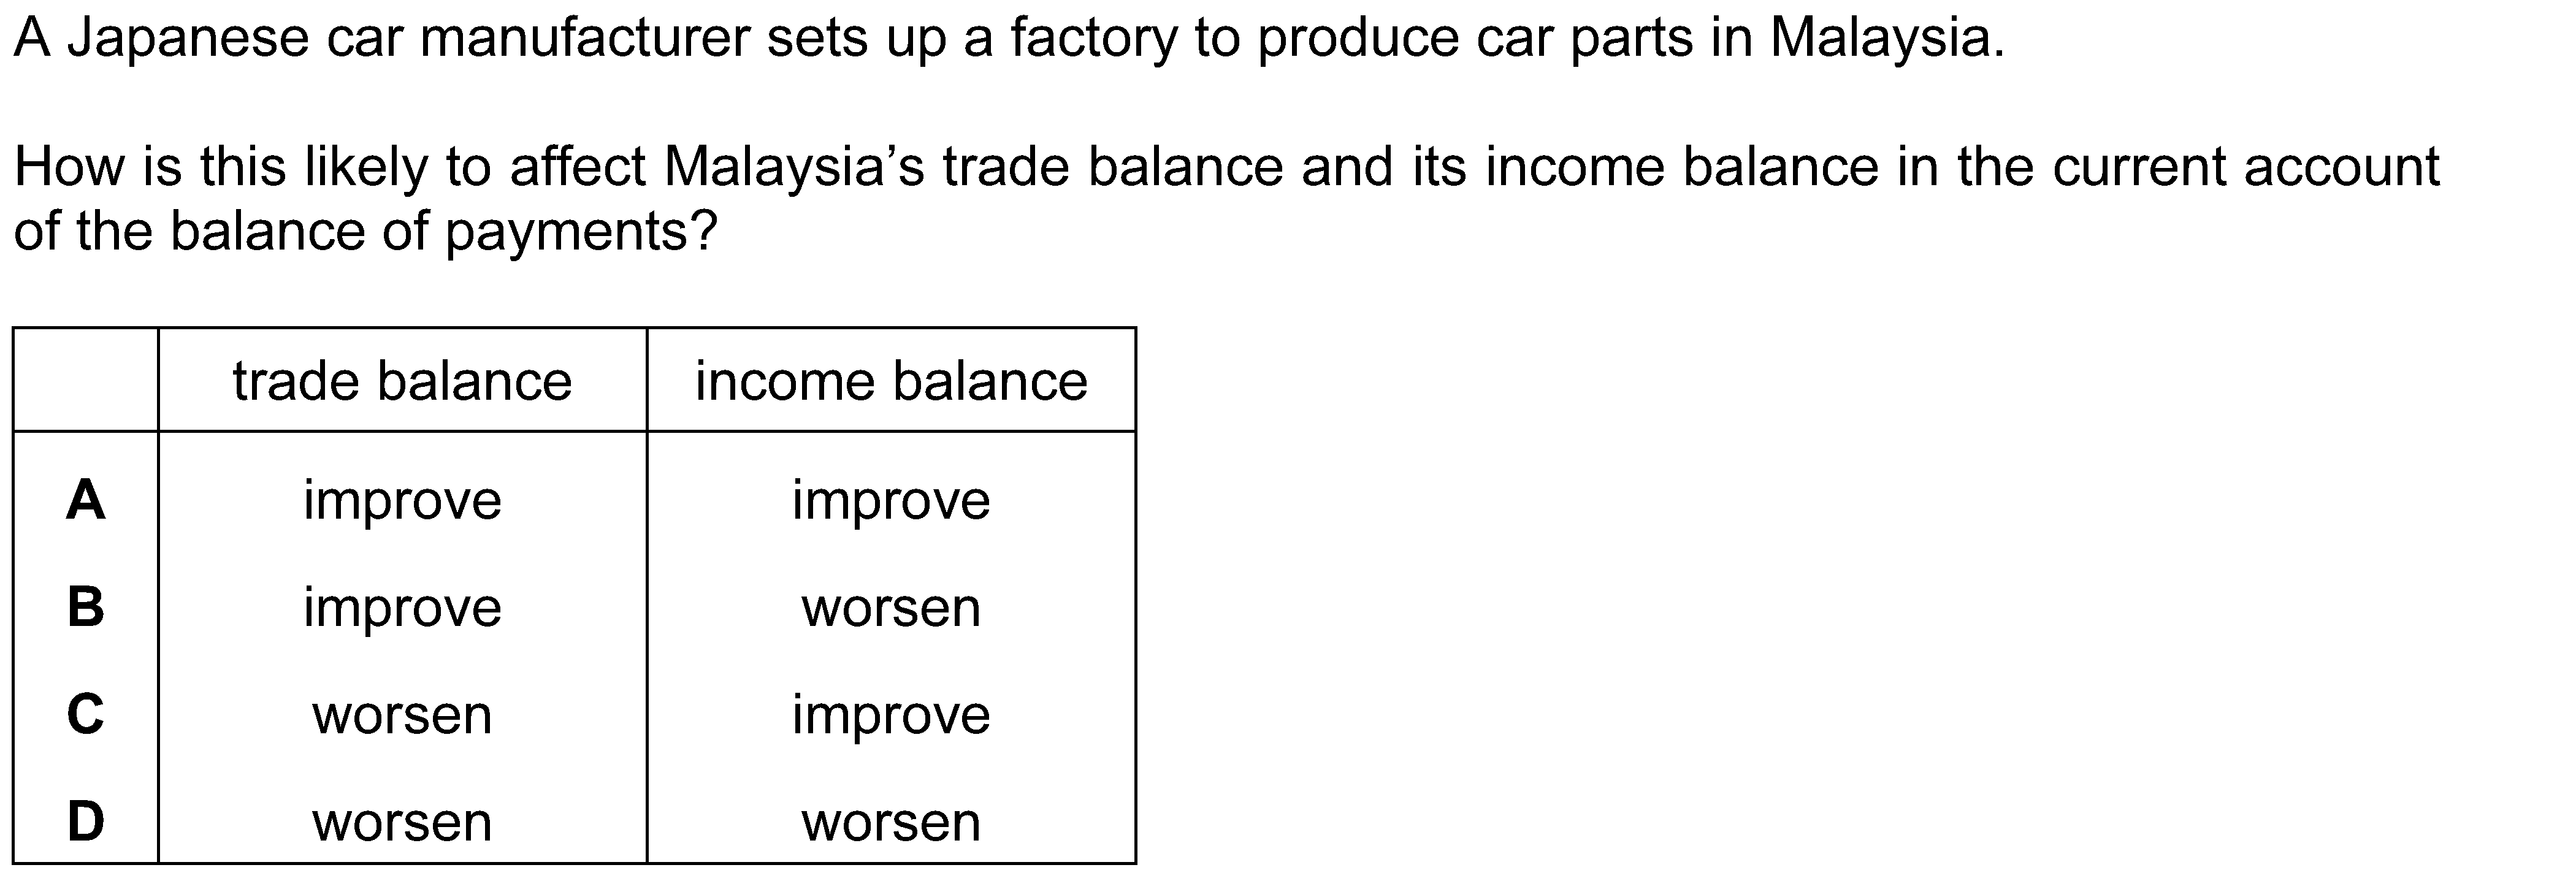 A Japanese car manufacturer sets up a factory to produce car parts in Malaysia.
How is this likely to affect Malaysia’s trade balance and its income balance in the current account
of the balance of payments?
trade balance income balance
A improve improve
B improve worsen
C worsen improve
D worsen worsen